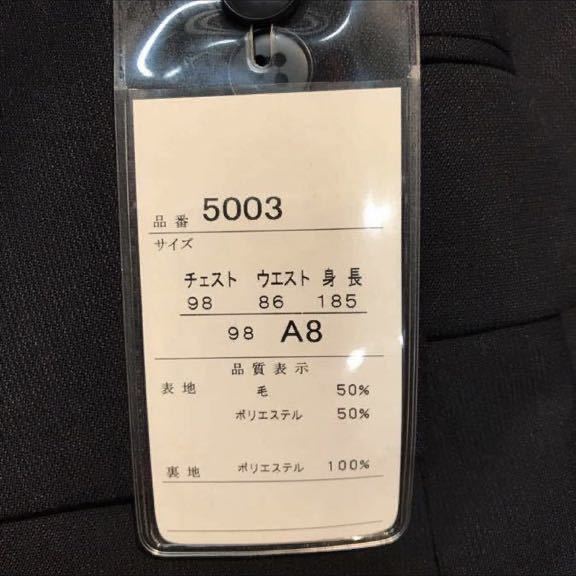 品番 5003
サイズ
チェスト ウエスト 身長
98 86 185
98 A8
品質表示
表地 毛 50%
ポリエステル 50%
裏地 ポリエステル 100%